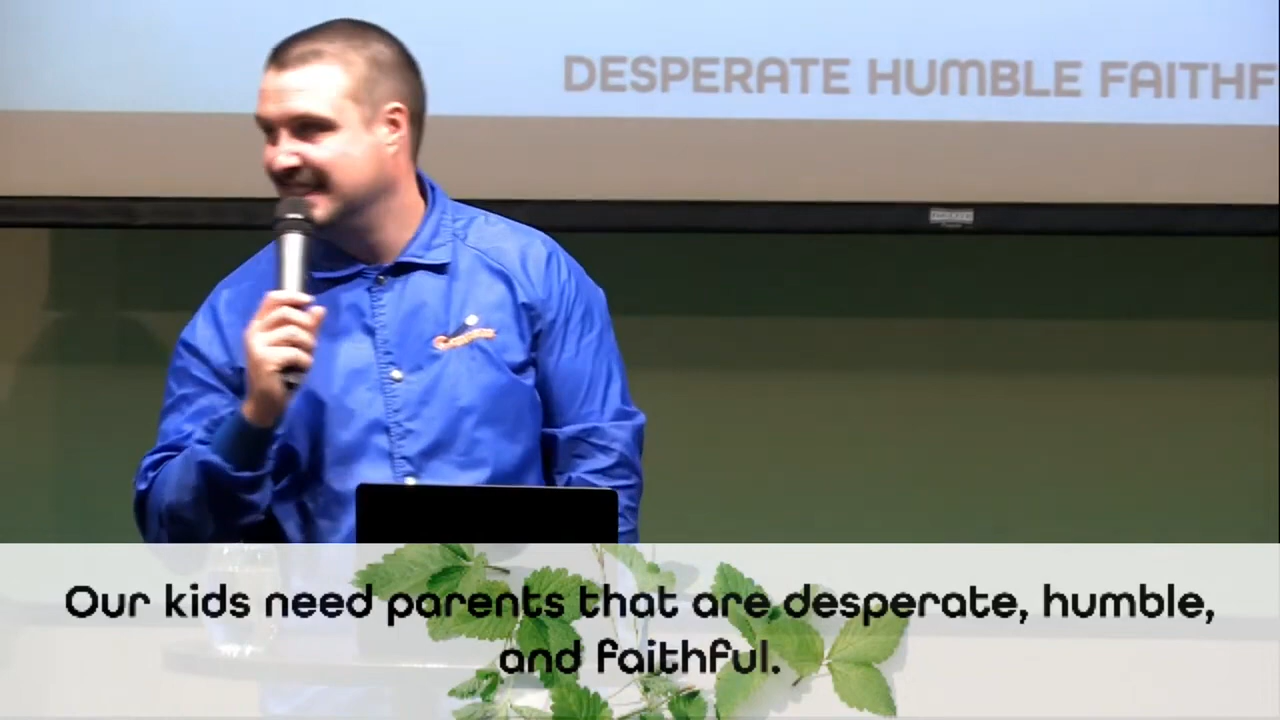 DESPERATE HUMBLE FAITHF
Our kids need parents that are desperate, humble,
and faithful.